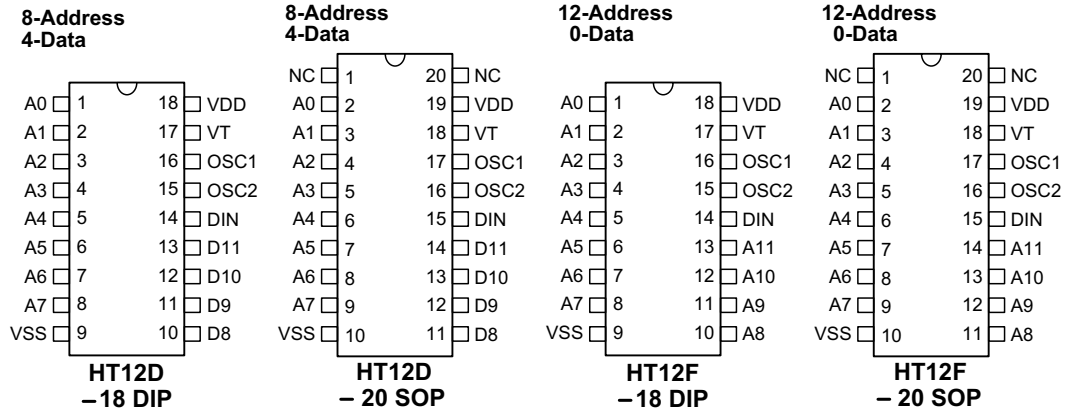 8-Address
4-Data
A0 1 18 VDD
A1 2 17 VT
A2 3 16 OSC1
A3 4 15 OSC2
A4 5 14 DIN
A5 6 13 D11
A6 7 12 D10
A7 8 11 D9
VSS 9 10 D8
HT12D
–18 DIP
8-Address
4-Data
NC 1 20 NC
A0 2 19 VDD
A1 3 18 VT
A2 4 17 OSC1
A3 5 16 OSC2
A4 6 15 DIN
A5 7 14 D11
A6 8 13 D10
A7 9 12 D9
VSS 10 11 D8
HT12D
– 20 SOP
12-Address
0-Data
A0 1 18 VDD
A1 2 17 VT
A2 3 16 OSC1
A3 4 15 OSC2
A4 5 14 DIN
A5 6 13 A11
A6 7 12 A10
A7 8 11 A9
VSS 9 10 A8
HT12F
–18 DIP
12-Address
0-Data
NC 1 20 NC
A0 2 19 VDD
A1 3 18 VT
A2 4 17 OSC1
A3 5 16 OSC2
A4 6 15 DIN
A5 7 14 A11
A6 8 13 A10
A7 9 12 A9
VSS 10 11 A8
HT12F
– 20 SOP